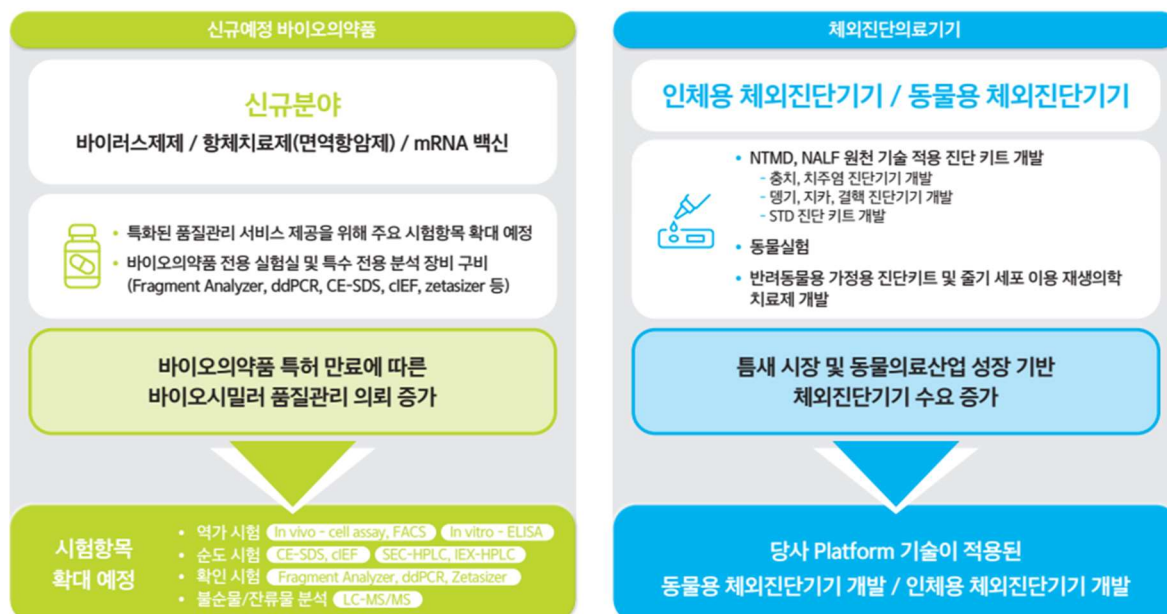 신규예정 바이오의약품
신규분야
바이러스제제 / 항체치료제(면역항암제) / mRNA 백신
• 특화된 품질관리 서비스 제공을 위해 주요 시험항목 확대 예정
• 바이오의약품 전용 실험실 및 특수 전용 분석 장비 구비
(Fragment Analyzer, ddPCR, CE-SDS, cIEF, zetasizer 등)
바이오의약품 특허 만료에 따른
바이오시밀러 품질관리 의뢰 증가
시험항목
확대 예정
• 역가 시험 In vivo - cell assay, FACS In vitro - ELISA
• 순도 시험 CE-SDS, cIEF SEC-HPLC, IEX-HPLC
• 확인 시험 Fragment Analyzer, ddPCR, Zetasizer
• 불순물/잔류물 분석 LC-MS/MS
체외진단의료기기
인체용 체외진단기기 / 동물용 체외진단기기
• NTMD, NALF 원천 기술 적용 진단 키트 개발
- 충치, 치주염 진단기기 개발
- 뎅기, 지카, 결핵 진단기기 개발
- STD 진단 키트 개발
• 동물실험
• 반려동물용 가정용 진단키트 및 줄기 세포 이용 재생의학
치료제 개발
틈새 시장 및 동물의료산업 성장 기반
체외진단기기 수요 증가
당사 Platform 기술이 적용된
동물용 체외진단기기 개발 / 인체용 체외진단기기 개발